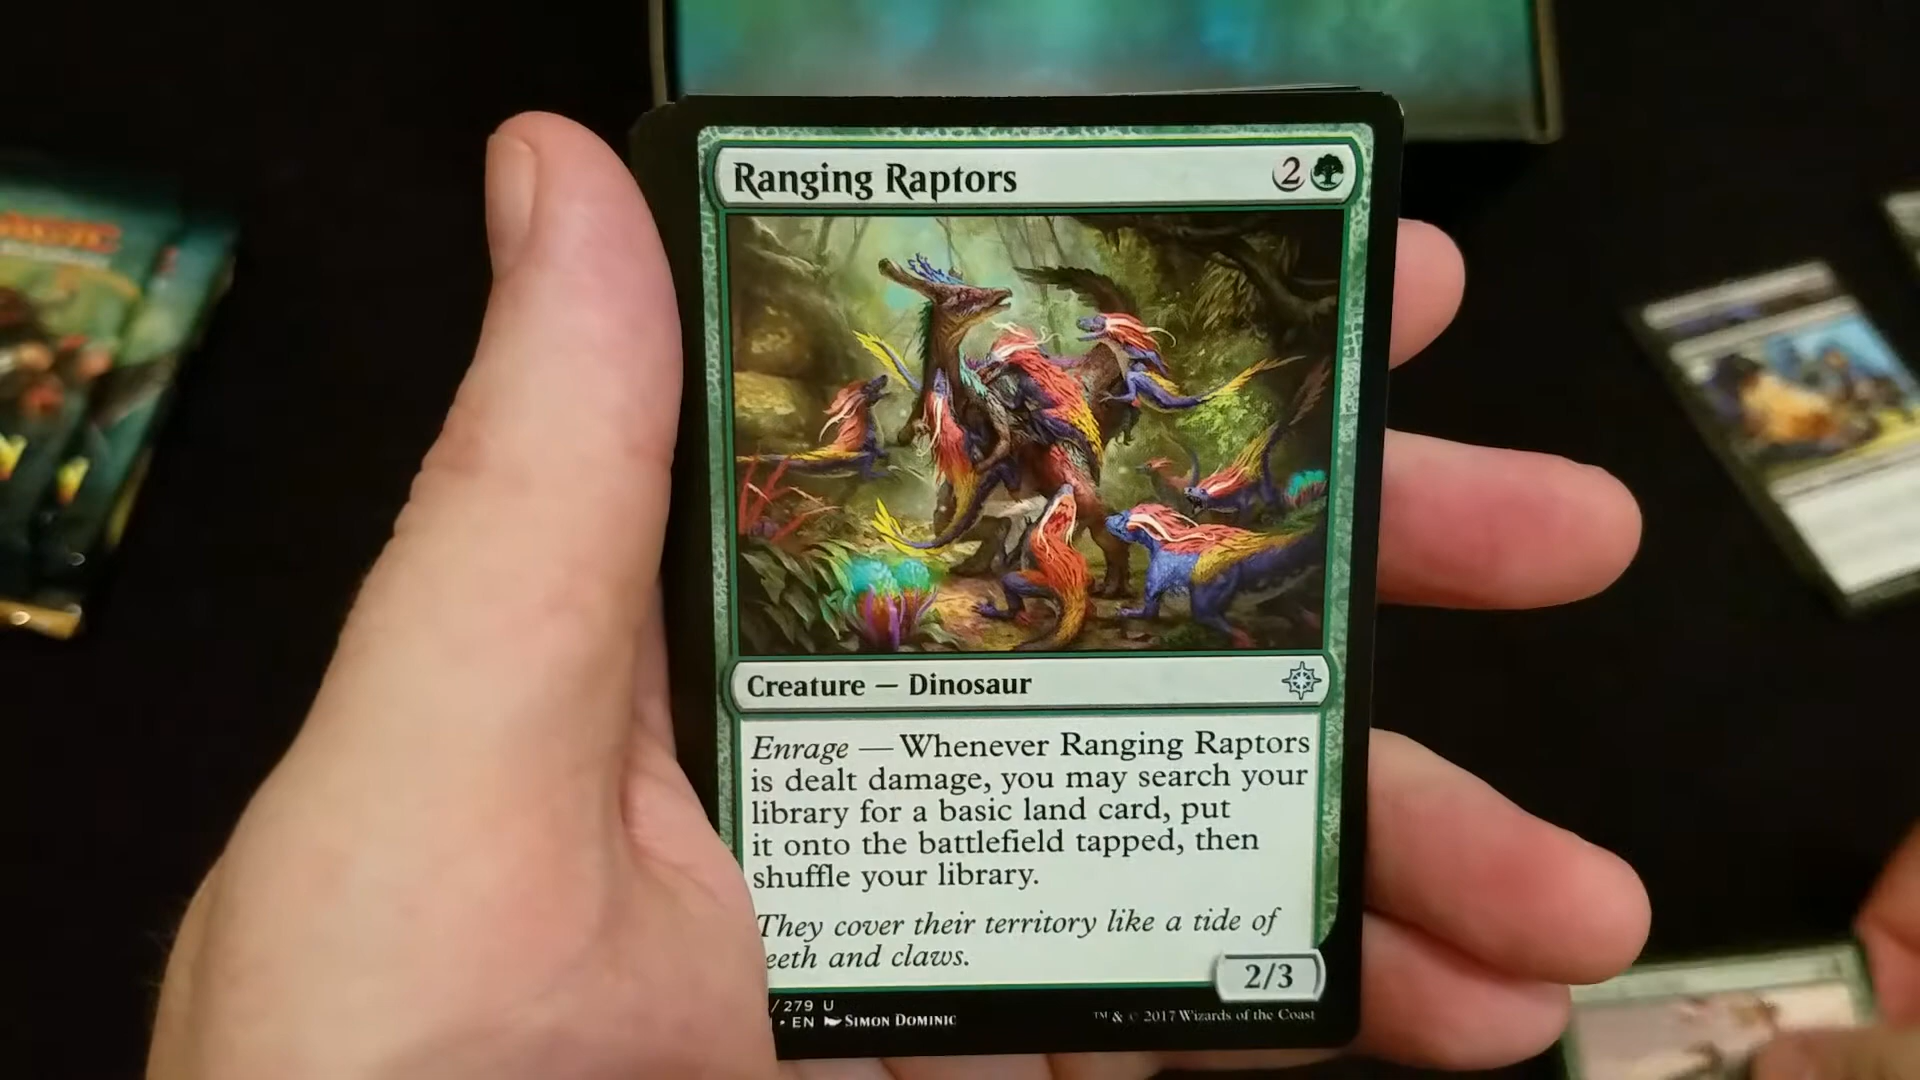 Ranging Raptors 2
Creature — Dinosaur
Enrage — Whenever Ranging Raptors
is dealt damage, you may search your
library for a basic land card, put
it onto the battlefield tapped, then
shuffle your library.
They cover their territory like a tide of
eeth and claws.
2/3
/279 U
• EN SIMON DOMINIC
™ & © 2017 Wizards of the Coast